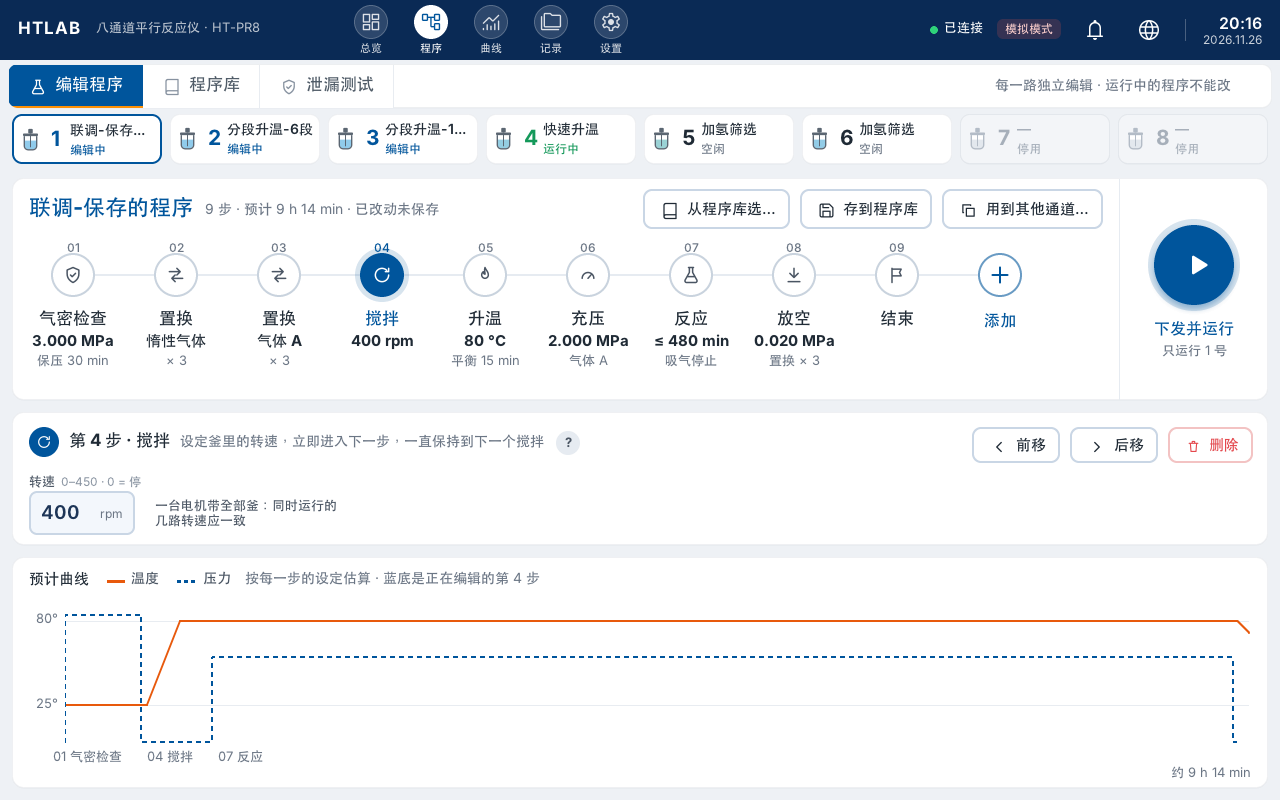 HTLAB 八通道平行反应仪 · HT-PR8
总览 程序 曲线 记录 设置
已连接 模拟模式
20:16
2026.11.26
编辑程序 程序库 泄漏测试 每一路独立编辑 · 运行中的程序不能改
1 联调-保存... 编辑中
2 分段升温-6段 编辑中
3 分段升温-1... 编辑中
4 快速升温 运行中
5 加氢筛选 空闲
6 加氢筛选 空闲
7 — 停用
8 — 停用
联调-保存的程序 9 步 · 预计 9 h 14 min · 已改动未保存
从程序库选... 存到程序库 用到其他通道...
01 02 03 04 05 06 07 08 09
气密检查 置换 置换 搅拌 升温 充压 反应 放空 结束 添加
3.000 MPa 惰性气体 气体 A 400 rpm 80 °C 2.000 MPa ≤ 480 min 0.020 MPa
保压 30 min × 3 × 3 平衡 15 min 气体 A 吸气停止 置换 × 3
下发并运行
只运行 1 号
第 4 步 · 搅拌 设定釜里的转速，立即进入下一步，一直保持到下一个搅拌 ?
前移 后移 删除
转速 0–450 · 0 = 停
400 rpm
一台电机带全部釜：同时运行的
几路转速应一致
预计曲线 温度 压力 按每一步的设定估算 · 蓝底是正在编辑的第 4 步
80°
25°
01 气密检查 04 搅拌 07 反应
约 9 h 14 min